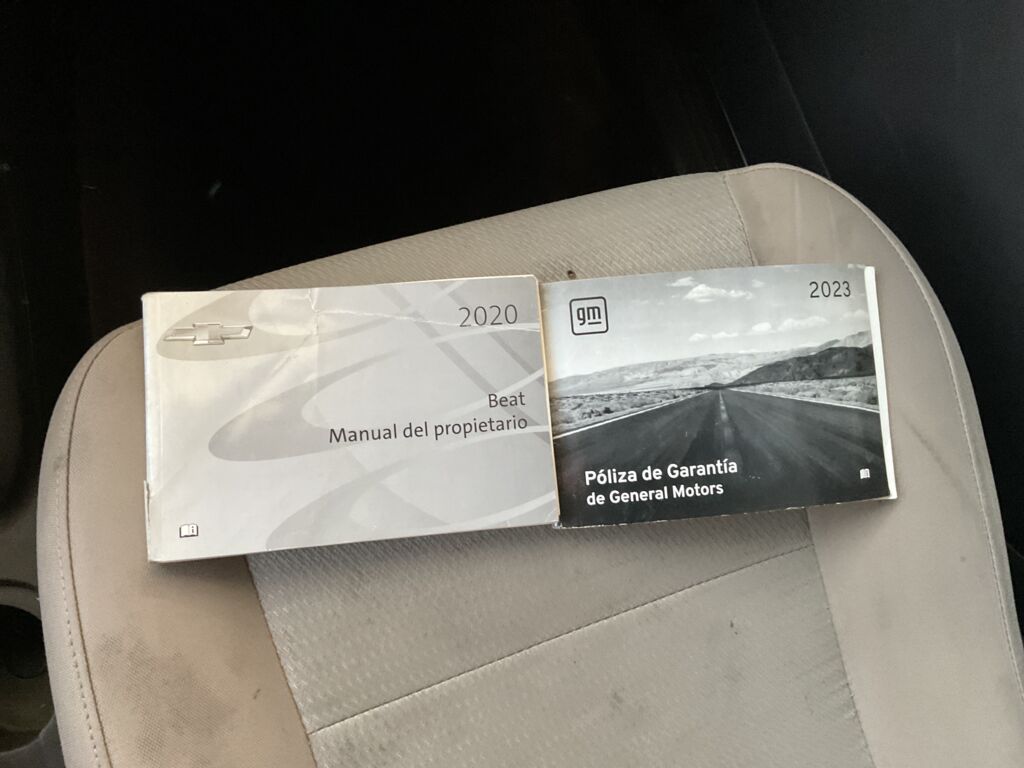 2020
Beat
Manual del propietario
gm
2023
Póliza de Garantía
de General Motors